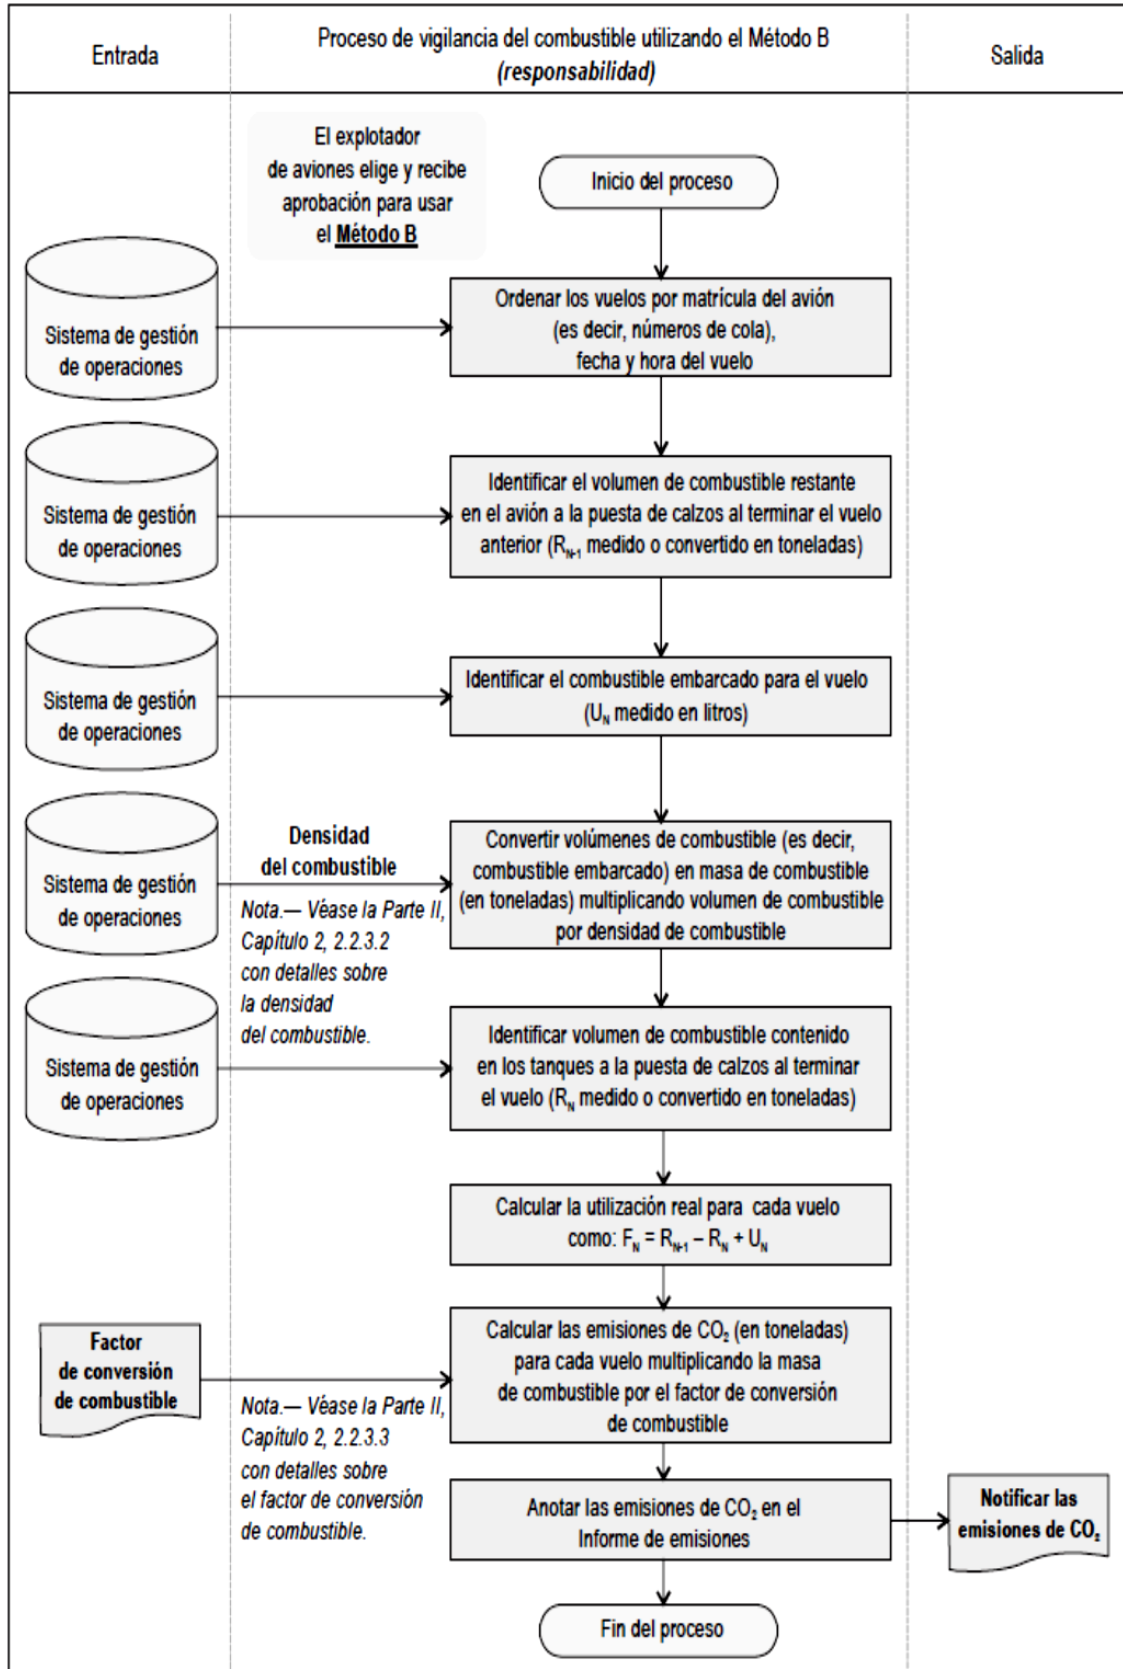 Entrada
Proceso de vigilancia del combustible utilizando el Método B
(responsabilidad)
Salida
El explotador
de aviones elige y recibe
aprobación para usar
el Método B
Inicio del proceso
Sistema de gestión
de operaciones
Ordenar los vuelos por matrícula del avión
(es decir, números de cola),
fecha y hora del vuelo
Sistema de gestión
de operaciones
Identificar el volumen de combustible restante
en el avión a la puesta de calzos al terminar el vuelo
anterior (R_N-1 medido o convertido en toneladas)
Sistema de gestión
de operaciones
Identificar el combustible embarcado para el vuelo
(U_N medido en litros)
Sistema de gestión
de operaciones
Densidad
del combustible
Nota.— Véase la Parte II,
Capítulo 2, 2.2.3.2
con detalles sobre
la densidad
del combustible.
Convertir volúmenes de combustible (es decir,
combustible embarcado) en masa de combustible
(en toneladas) multiplicando volumen de combustible
por densidad de combustible
Sistema de gestión
de operaciones
Identificar volumen de combustible contenido
en los tanques a la puesta de calzos al terminar
el vuelo (R_N medido o convertido en toneladas)
Calcular la utilización real para cada vuelo
como: F_N = R_N-1 – R_N + U_N
Factor
de conversión
de combustible
Nota.— Véase la Parte II,
Capítulo 2, 2.2.3.3
con detalles sobre
el factor de conversión
de combustible.
Calcular las emisiones de CO₂ (en toneladas)
para cada vuelo multiplicando la masa
de combustible por el factor de conversión
de combustible
Anotar las emisiones de CO₂ en el
Informe de emisiones
Notificar las
emisiones de CO₂
Fin del proceso